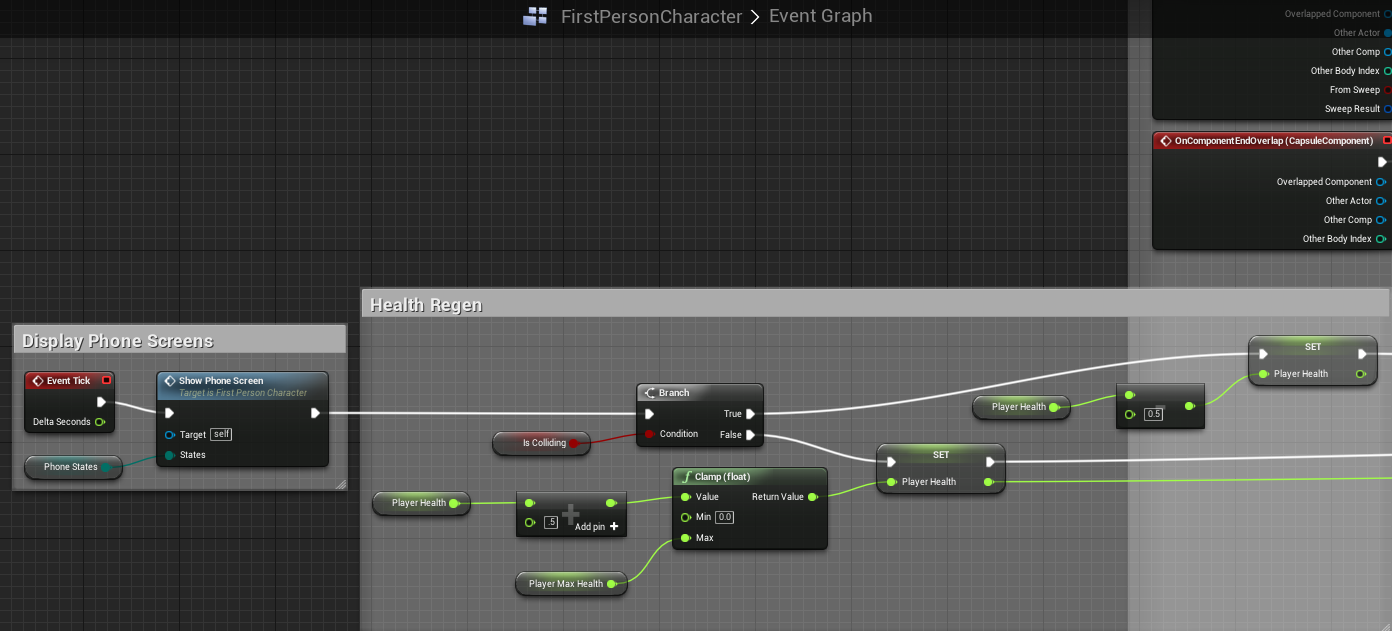 FirstPersonCharacter > Event Graph
Overlapped Component
Other Actor
Other Comp
Other Body Index
From Sweep
Sweep Result
OnComponentEndOverlap (CapsuleComponent)
Overlapped Component
Other Actor
Other Comp
Other Body Index
Display Phone Screens
Event Tick
Delta Seconds
Phone States
Show Phone Screen
Target is First Person Character
Target self
States
Health Regen
Branch
True
Condition
False
Is Colliding
Player Health
.5
Add pin +
Player Max Health
Clamp (float)
Value
Return Value
Min 0.0
Max
SET
Player Health
Player Health
0.5
SET
Player Health